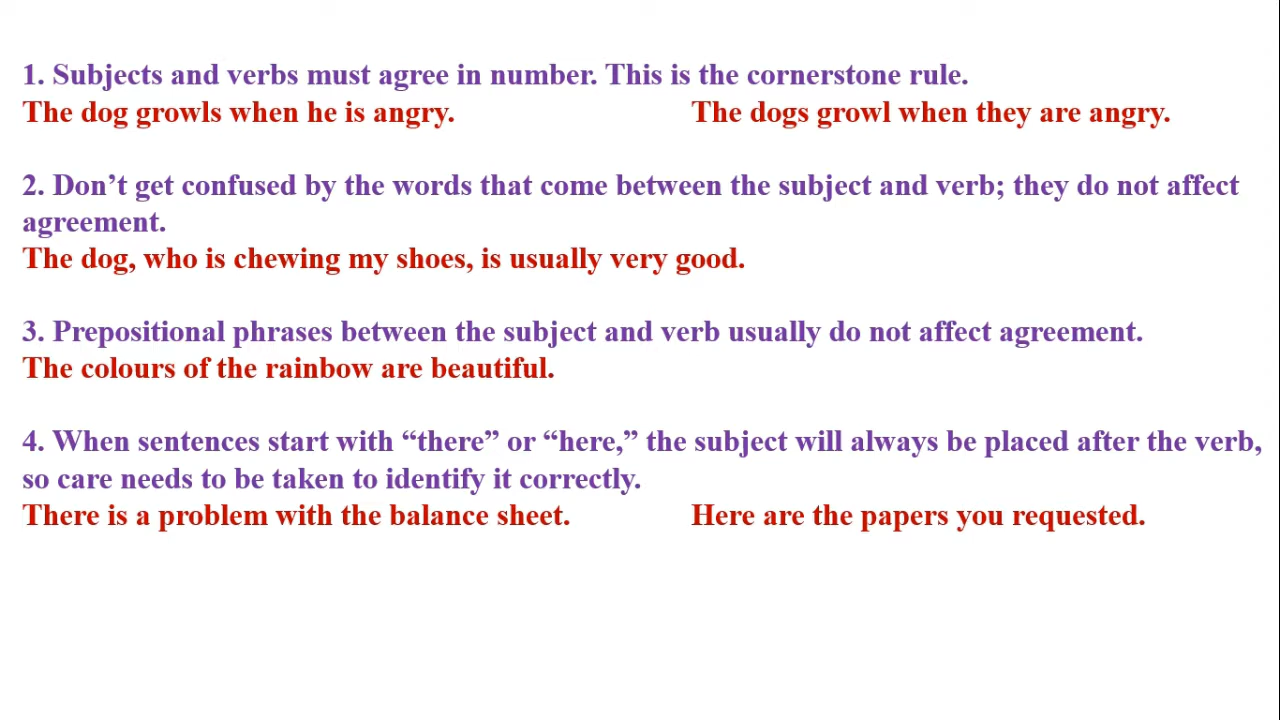 1. Subjects and verbs must agree in number. This is the cornerstone rule.
The dog growls when he is angry. The dogs growl when they are angry.
2. Don’t get confused by the words that come between the subject and verb; they do not affect
agreement.
The dog, who is chewing my shoes, is usually very good.
3. Prepositional phrases between the subject and verb usually do not affect agreement.
The colours of the rainbow are beautiful.
4. When sentences start with “there” or “here,” the subject will always be placed after the verb,
so care needs to be taken to identify it correctly.
There is a problem with the balance sheet. Here are the papers you requested.